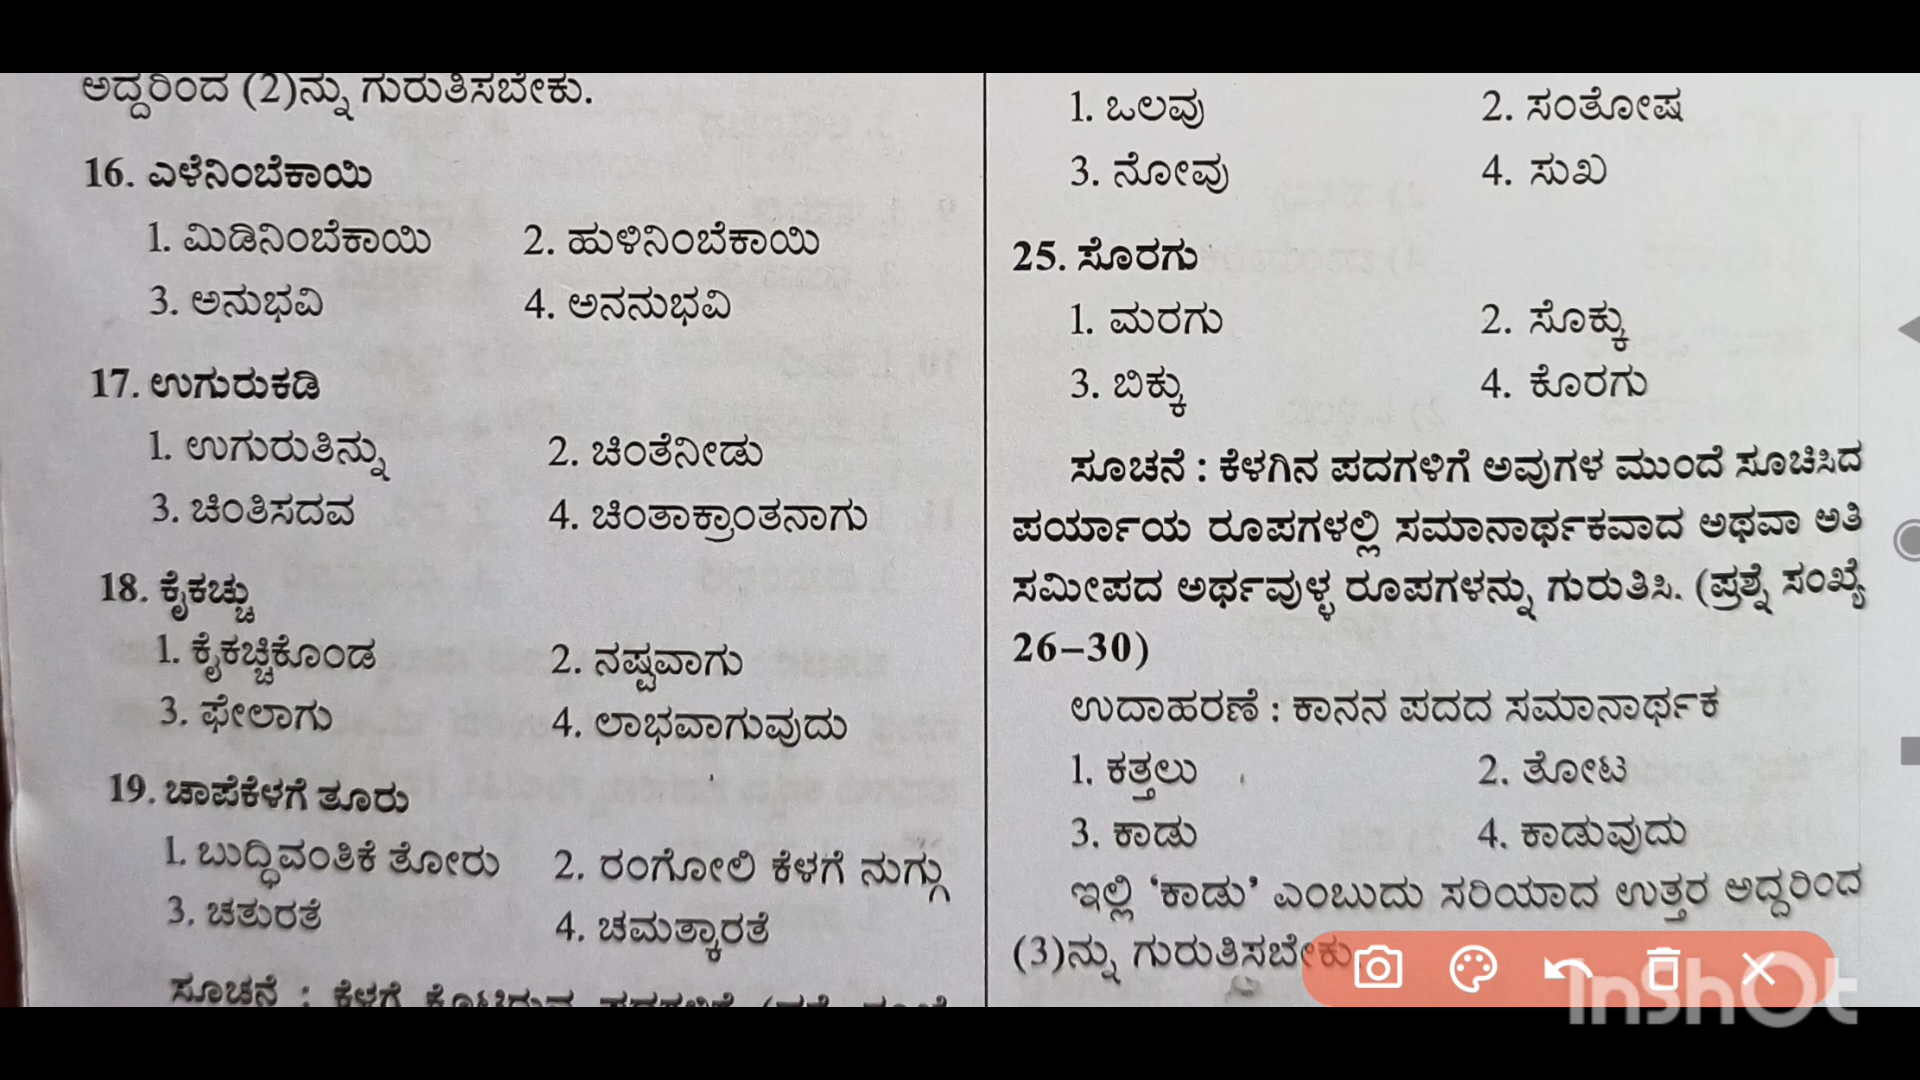 ಅದ್ದರಿಂದ (2)ನ್ನು ಗುರುತಿಸಬೇಕು.
16. ಎಳೆನಿಂಬೆಕಾಯಿ
1. ಮಿಡಿನಿಂಬೆಕಾಯಿ 2. ಹುಳಿನಿಂಬೆಕಾಯಿ
3. ಅನುಭವಿ 4. ಅನನುಭವಿ
17. ಉಗುರುಕಡಿ
1. ಉಗುರುತಿನ್ನು 2. ಚಿಂತೆನೀಡು
3. ಚಿಂತಿಸದವ 4. ಚಿಂತಾಕ್ರಾಂತನಾಗು
18. ಕೈಕಚ್ಚು
1. ಕೈಕಚ್ಚಿಕೊಂಡ 2. ನಷ್ಟವಾಗು
3. ಫೇಲಾಗು 4. ಲಾಭವಾಗುವುದು
19. ಚಾಪೆಕೆಳಗೆ ತೂರು
1. ಬುದ್ಧಿವಂತಿಕೆ ತೋರು 2. ರಂಗೋಲಿ ಕೆಳಗೆ ನುಗ್ಗು
3. ಚತುರತೆ 4. ಚಮತ್ಕಾರತೆ
ಸೂಚನೆ : ಕೆಳಗೆ
1. ಒಲವು 2. ಸಂತೋಷ
3. ನೋವು 4. ಸುಖ
25. ಸೊರಗು
1. ಮರಗು 2. ಸೊಕ್ಕು
3. ಬಿಕ್ಕು 4. ಕೊರಗು
ಸೂಚನೆ : ಕೆಳಗಿನ ಪದಗಳಿಗೆ ಅವುಗಳ ಮುಂದೆ ಸೂಚಿಸಿದ
ಪರ್ಯಾಯ ರೂಪಗಳಲ್ಲಿ ಸಮಾನಾರ್ಥಕವಾದ ಅಥವಾ ಅತಿ
ಸಮೀಪದ ಅರ್ಥವುಳ್ಳ ರೂಪಗಳನ್ನು ಗುರುತಿಸಿ. (ಪ್ರಶ್ನೆ ಸಂಖ್ಯೆ
26–30)
ಉದಾಹರಣೆ : ಕಾನನ ಪದದ ಸಮಾನಾರ್ಥಕ
1. ಕತ್ತಲು 2. ತೋಟ
3. ಕಾಡು 4. ಕಾಡುವುದು
ಇಲ್ಲಿ ‘ಕಾಡು’ ಎಂಬುದು ಸರಿಯಾದ ಉತ್ತರ ಅದ್ದರಿಂದ
(3)ನ್ನು ಗುರುತಿಸಬೇಕು.
InShOt